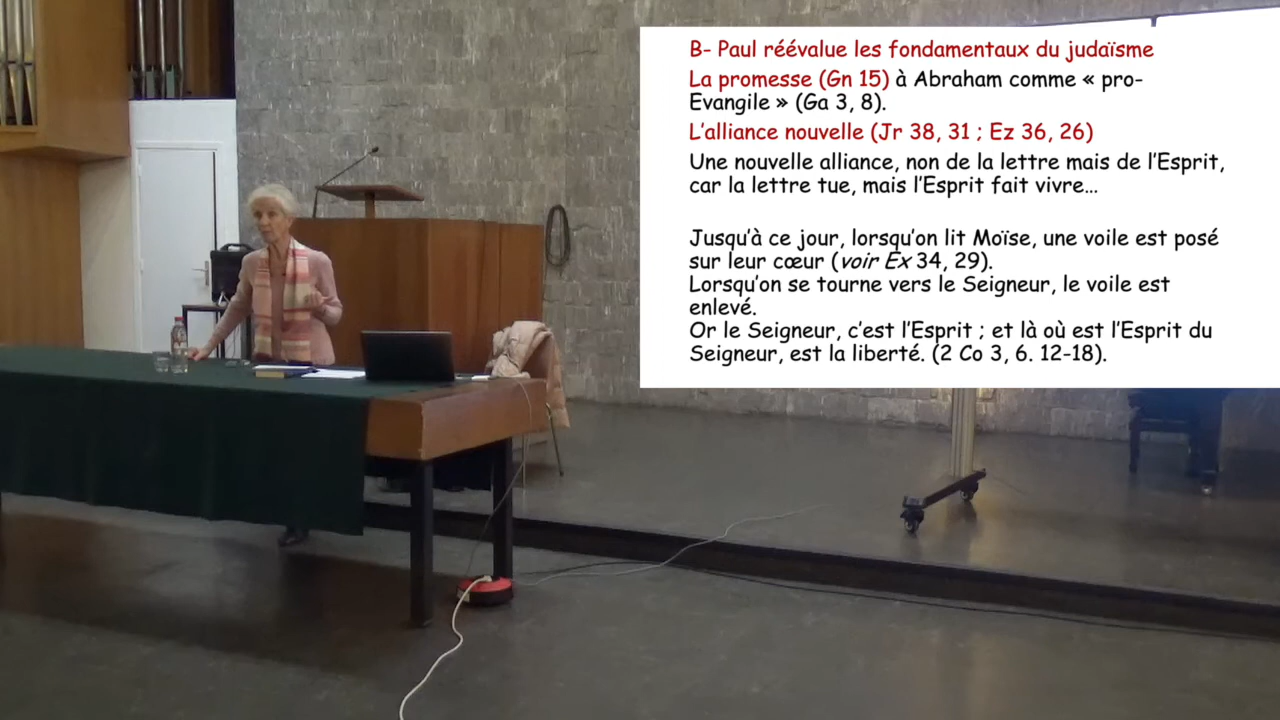 B- Paul réévalue les fondamentaux du judaïsme
La promesse (Gn 15) à Abraham comme « pro-
Evangile » (Ga 3, 8).
L'alliance nouvelle (Jr 38, 31 ; Ez 36, 26)
Une nouvelle alliance, non de la lettre mais de l'Esprit,
car la lettre tue, mais l'Esprit fait vivre...
Jusqu'à ce jour, lorsqu'on lit Moïse, une voile est posé
sur leur cœur (voir Ex 34, 29).
Lorsqu'on se tourne vers le Seigneur, le voile est
enlevé.
Or le Seigneur, c'est l'Esprit ; et là où est l'Esprit du
Seigneur, est la liberté. (2 Co 3, 6. 12-18).